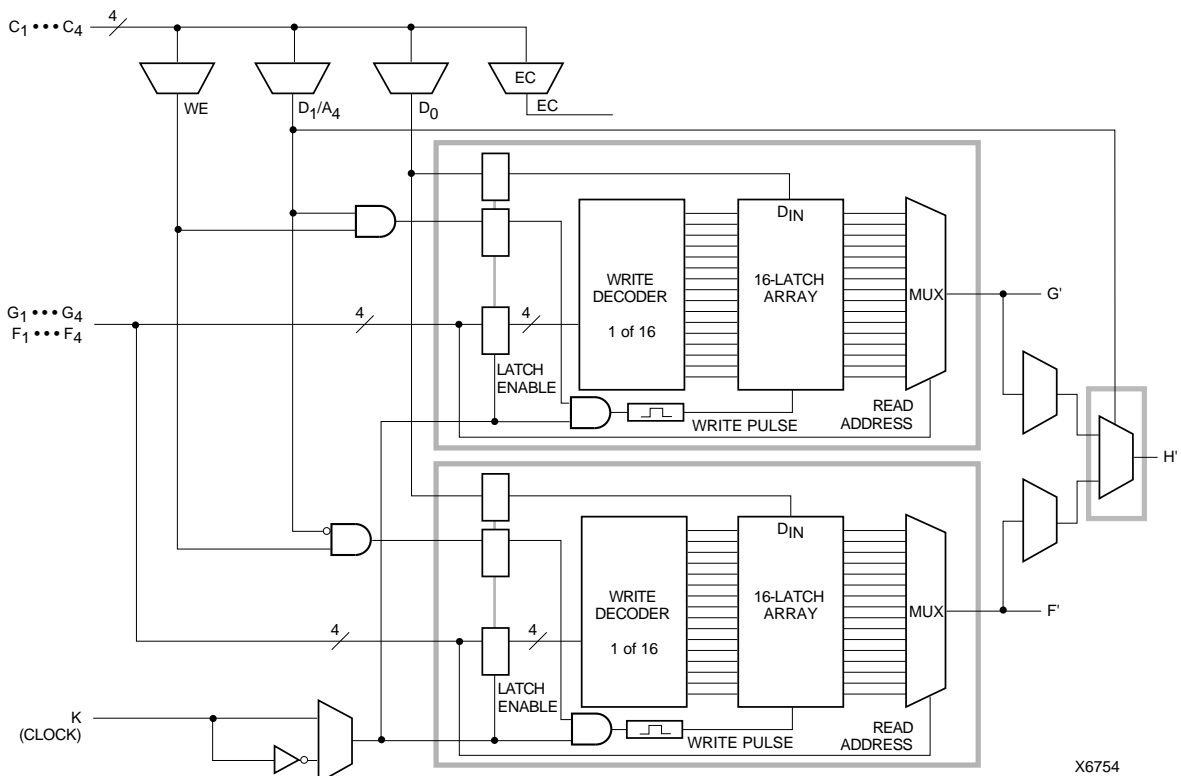 C1 ••• C4
4
EC
WE
D1/A4
D0
EC
DIN
WRITE
DECODER
1 of 16
16-LATCH
ARRAY
MUX
G'
G1 ••• G4
F1 ••• F4
4
4
LATCH
ENABLE
WRITE PULSE
READ
ADDRESS
H'
DIN
WRITE
DECODER
1 of 16
16-LATCH
ARRAY
MUX
F'
4
4
LATCH
ENABLE
K
(CLOCK)
WRITE PULSE
READ
ADDRESS
X6754